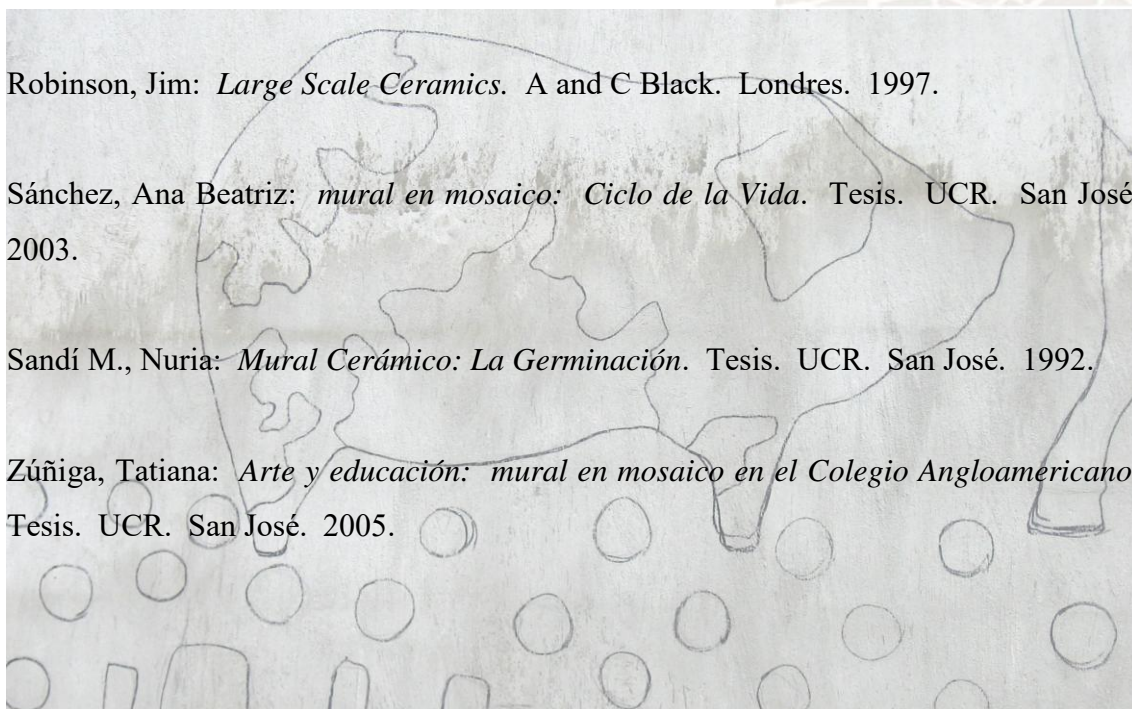 Robinson, Jim: Large Scale Ceramics. A and C Black. Londres. 1997.
Sánchez, Ana Beatriz: mural en mosaico: Ciclo de la Vida. Tesis. UCR. San José
2003.
Sandí M., Nuria: Mural Cerámico: La Germinación. Tesis. UCR. San José. 1992.
Zúñiga, Tatiana: Arte y educación: mural en mosaico en el Colegio Angloamericano
Tesis. UCR. San José. 2005.